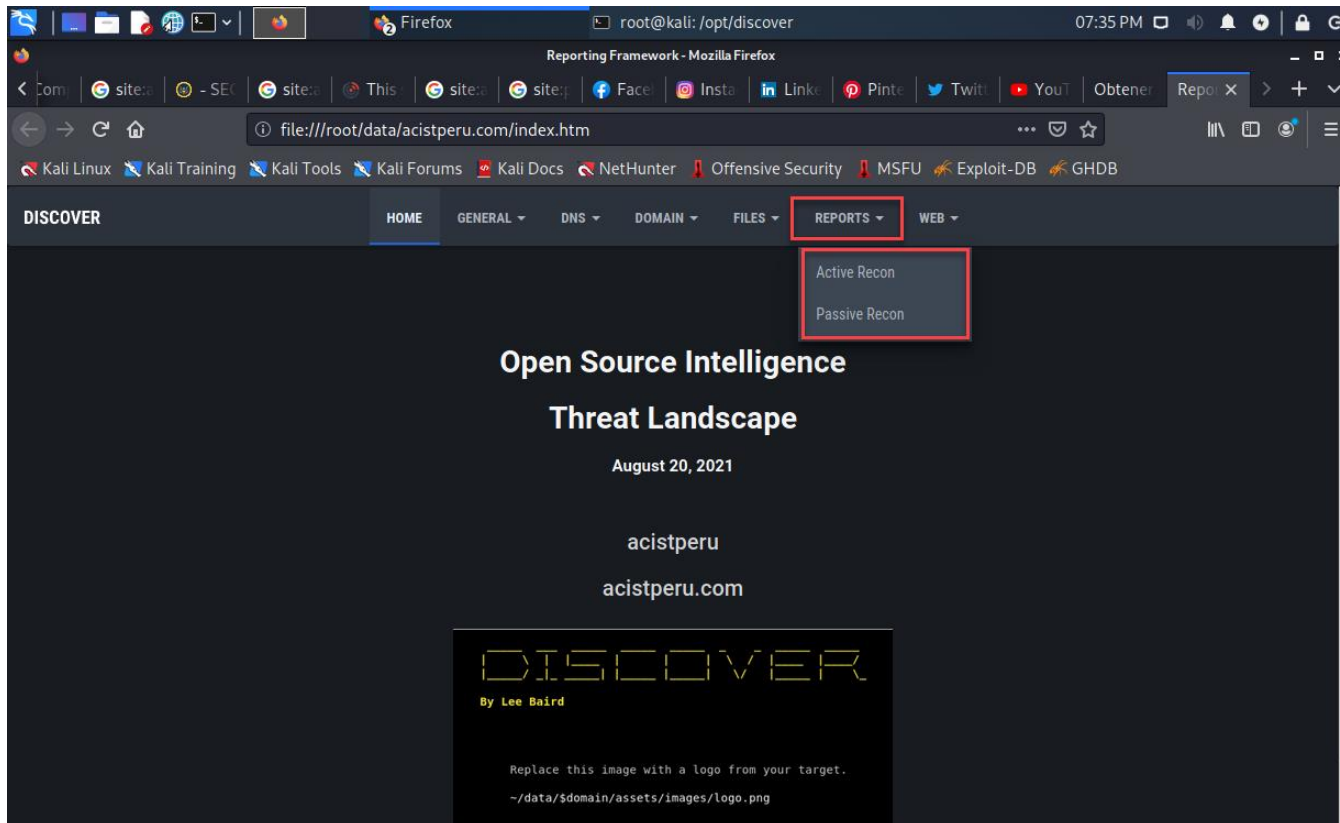 Firefox
root@kali: /opt/discover
07:35 PM
Reporting Framework - Mozilla Firefox
site:a
- SEC
site:a
This
site:a
site:p
Face
Insta
Linke
Pinte
Twitt
YouT
Obtener
Repo
file:///root/data/acistperu.com/index.htm
Kali Linux Kali Training Kali Tools Kali Forums Kali Docs NetHunter Offensive Security MSFU Exploit-DB GHDB
DISCOVER HOME GENERAL DNS DOMAIN FILES REPORTS WEB
Active Recon
Passive Recon
Open Source Intelligence
Threat Landscape
August 20, 2021
acistperu
acistperu.com
DISCOVER
By Lee Baird
Replace this image with a logo from your target.
~/data/$domain/assets/images/logo.png